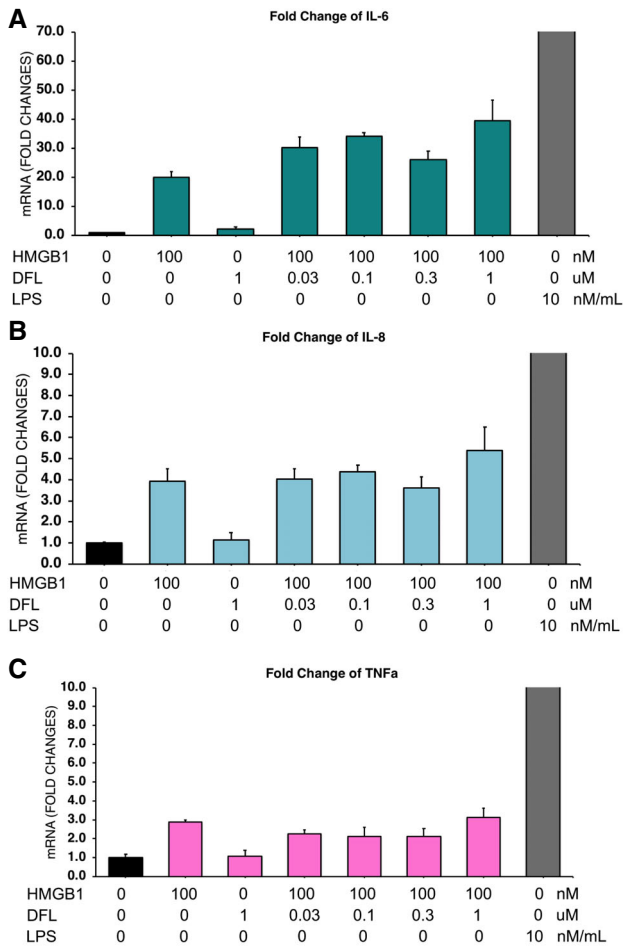 A
Fold Change of IL-6
mRNA (FOLD CHANGES)
70.0
60.0
50.0
40.0
30.0
20.0
10.0
0.0
HMGB1 0 100 0 100 100 100 100 0 nM
DFL 0 0 1 0.03 0.1 0.3 1 0 uM
LPS 0 0 0 0 0 0 0 10 nM/mL
B
Fold Change of IL-8
mRNA (FOLD CHANGES)
10.0
9.0
8.0
7.0
6.0
5.0
4.0
3.0
2.0
1.0
0.0
HMGB1 0 100 0 100 100 100 100 0 nM
DFL 0 0 1 0.03 0.1 0.3 1 0 uM
LPS 0 0 0 0 0 0 0 10 nM/mL
C
Fold Change of TNFa
mRNA (FOLD CHANGES)
10.0
9.0
8.0
7.0
6.0
5.0
4.0
3.0
2.0
1.0
0.0
HMGB1 0 100 0 100 100 100 100 0 nM
DFL 0 0 1 0.03 0.1 0.3 1 0 uM
LPS 0 0 0 0 0 0 0 10 nM/mL